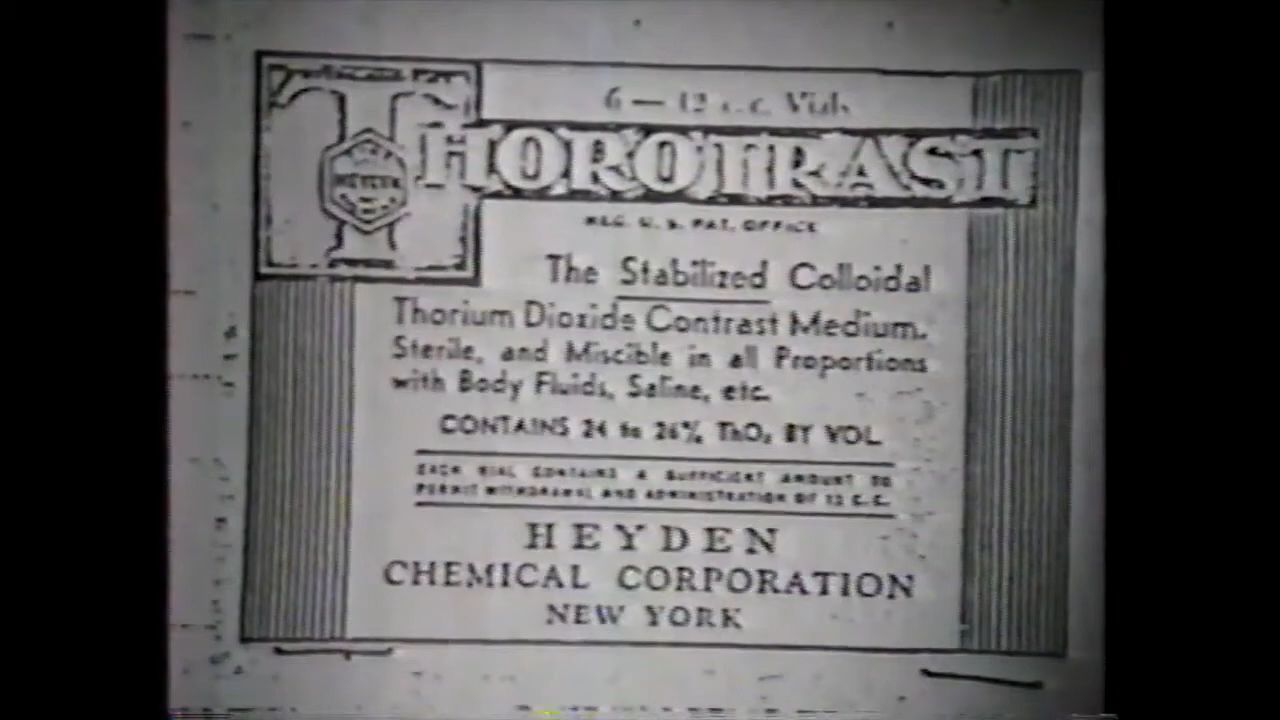 6 — 12 c.c. Vials
THOROTRAST
REG. U. S. PAT. OFFICE
The Stabilized Colloidal
Thorium Dioxide Contrast Medium.
Sterile, and Miscible in all Proportions
with Body Fluids, Saline, etc.
CONTAINS 24 to 26% ThO₂ BY VOL.
EACH VIAL CONTAINS A SUFFICIENT AMOUNT TO
PERMIT WITHDRAWAL AND ADMINISTRATION OF 12 C.C.
HEYDEN
CHEMICAL CORPORATION
NEW YORK